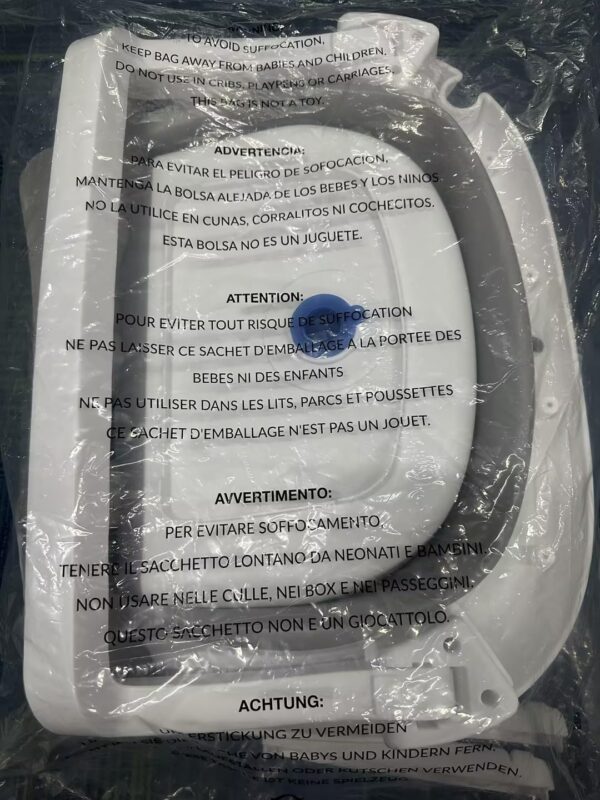 TO AVOID SUFFOCATION,
KEEP BAG AWAY FROM BABIES AND CHILDREN.
DO NOT USE IN CRIBS, PLAYPENS OR CARRIAGES,
THIS BAG IS NOT A TOY.
ADVERTENCIA:
PARA EVITAR EL PELIGRO DE SOFOCACION,
MANTENGA LA BOLSA ALEJADA DE LOS BEBES Y LOS NINOS
NO LA UTILICE EN CUNAS, CORRALITOS NI COCHECITOS.
ESTA BOLSA NO ES UN JUGUETE.
ATTENTION:
POUR EVITER TOUT RISQUE DE SUFFOCATION
NE PAS LAISSER CE SACHET D'EMBALLAGE A LA PORTEE DES
BEBES NI DES ENFANTS
NE PAS UTILISER DANS LES LITS, PARCS ET POUSSETTES
CE SACHET D'EMBALLAGE N'EST PAS UN JOUET.
AVVERTIMENTO:
PER EVITARE SOFFOCAMENTO,
TENERE IL SACCHETTO LONTANO DA NEONATI E BAMBINI.
NON USARE NELLE CULLE, NEI BOX E NEI PASSEGGINI.
QUESTO SACCHETTO NON E UN GIOCATTOLO.
ACHTUNG:
ERSTICKUNG ZU VERMEIDEN
VON BABYS UND KINDERN FERN.
ODER KUTSCHEN VERWENDEN.
IST KEINE SPIELZEUG.